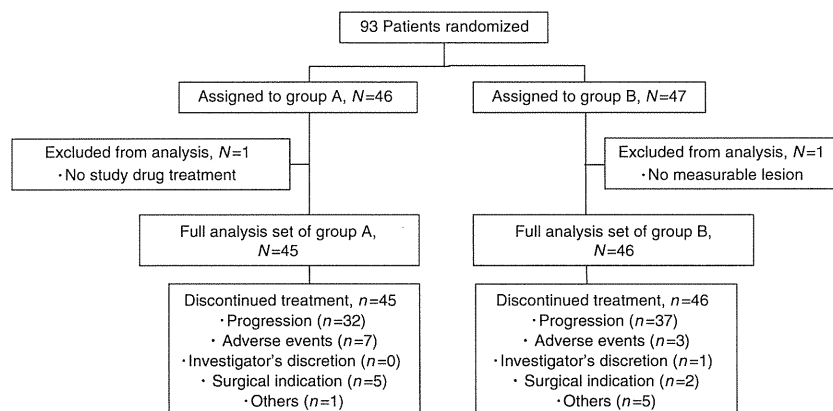 93 Patients randomized
Assigned to group A, N=46
Assigned to group B, N=47
Excluded from analysis, N=1
・No study drug treatment
Excluded from analysis, N=1
・No measurable lesion
Full analysis set of group A,
N=45
Full analysis set of group B,
N=46
Discontinued treatment, n=45
・Progression (n=32)
・Adverse events (n=7)
・Investigator's discretion (n=0)
・Surgical indication (n=5)
・Others (n=1)
Discontinued treatment, n=46
・Progression (n=37)
・Adverse events (n=3)
・Investigator's discretion (n=1)
・Surgical indication (n=2)
・Others (n=5)